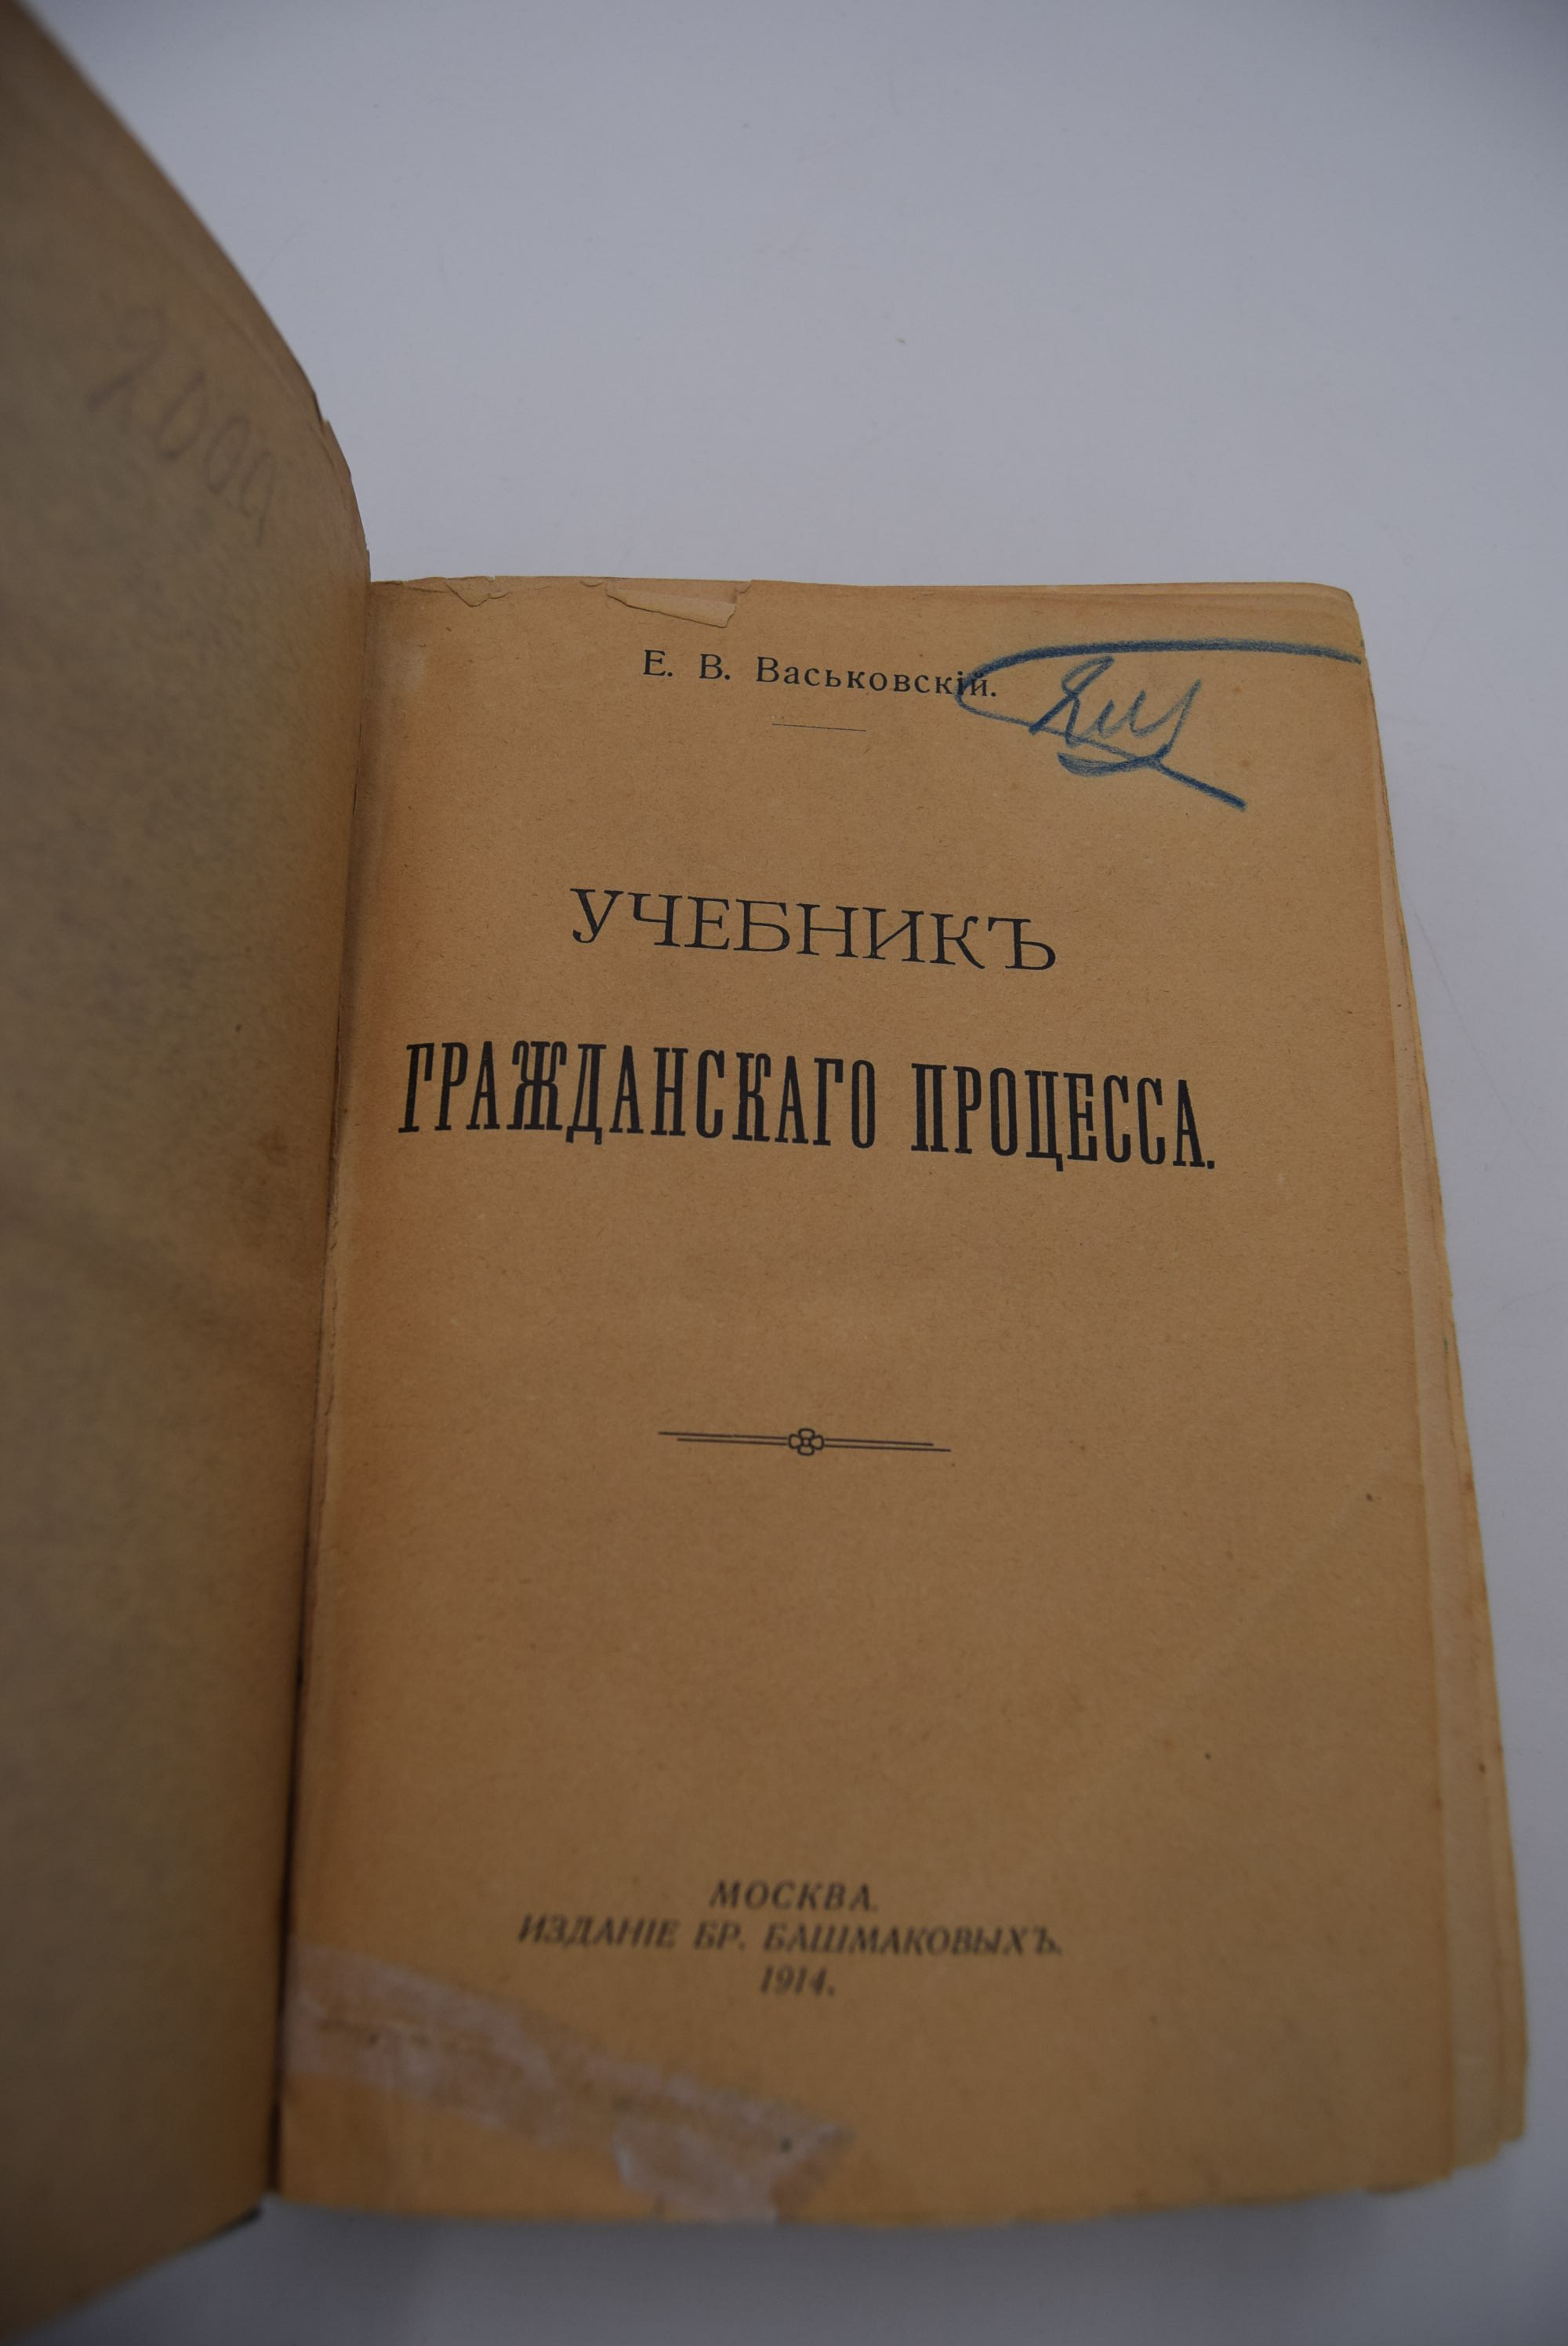 Е. В. Васьковскій.
УЧЕБНИКЪ
ГРАЖДАНСКАГО ПРОЦЕССА.
МОСКВА.
ИЗДАНІЕ БР. БАШМАКОВЫХЪ.
1914.